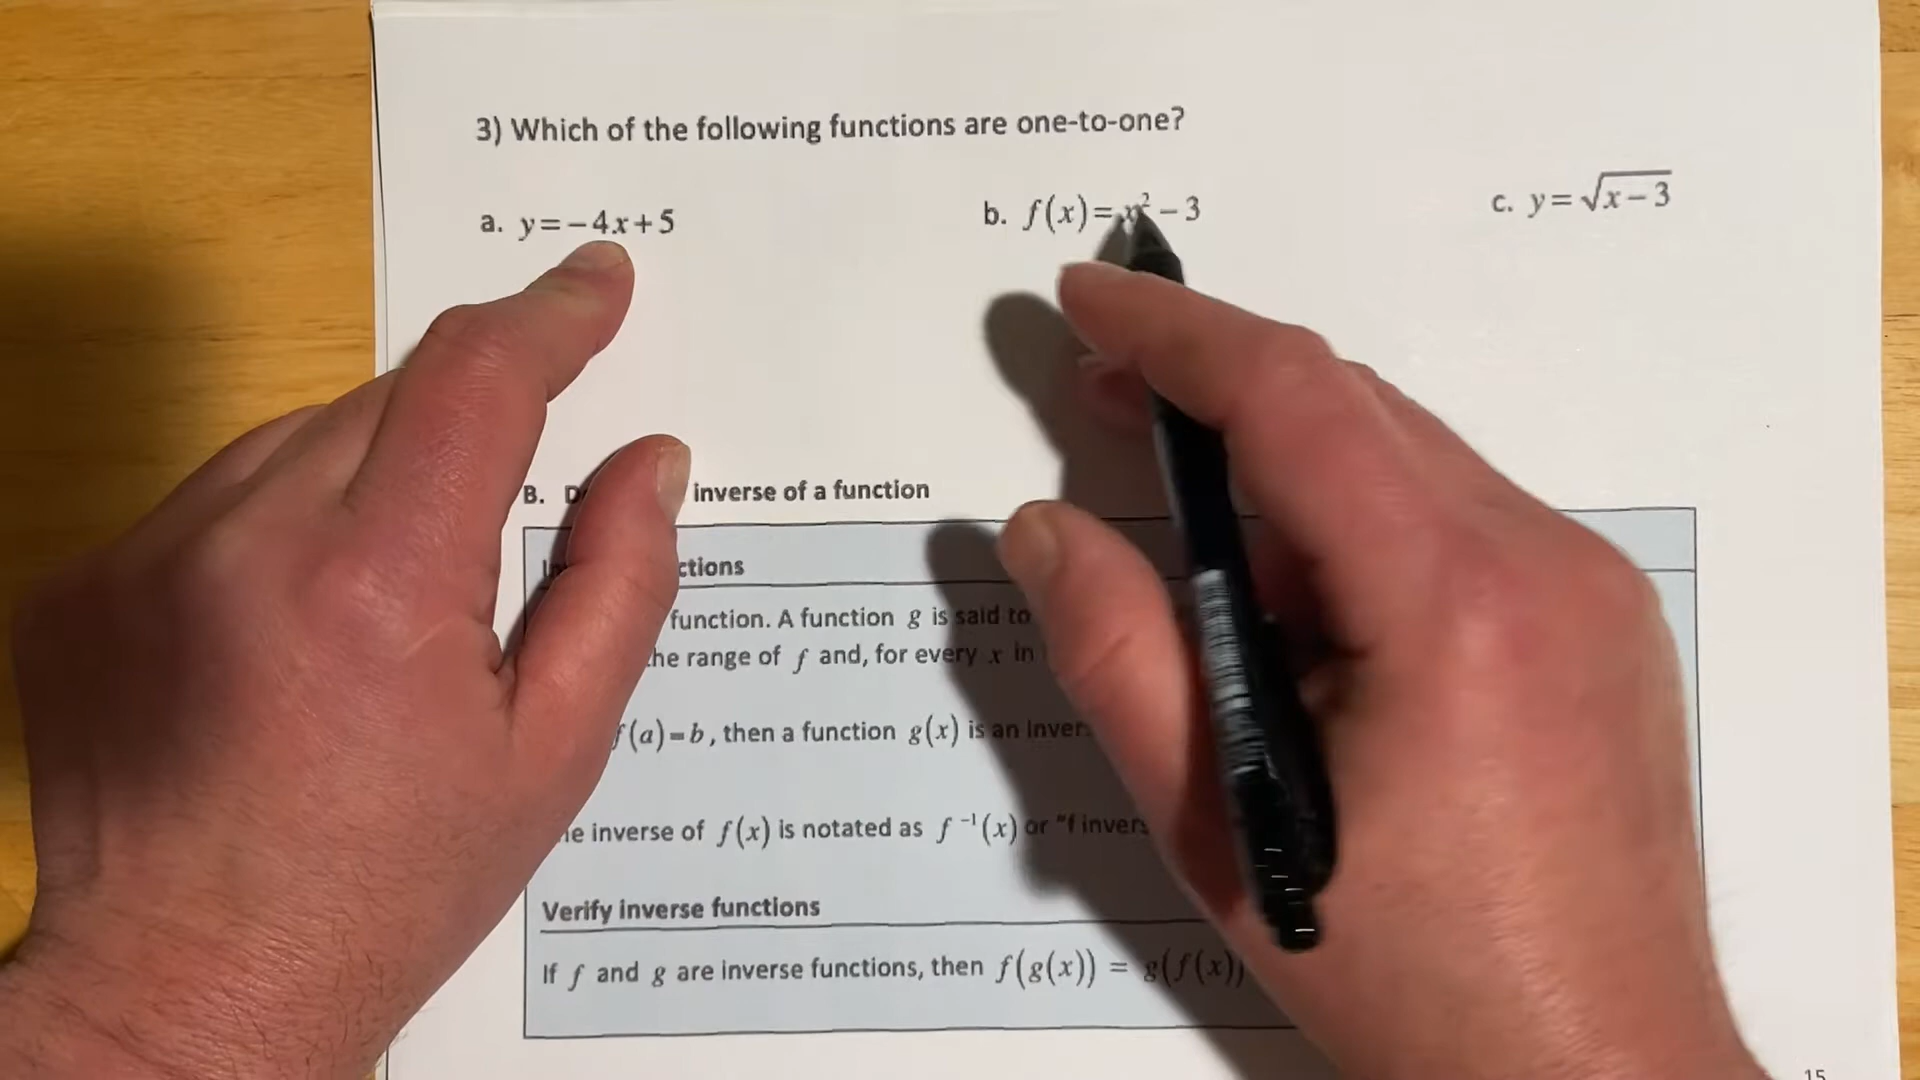 3) Which of the following functions are one-to-one?
a. y=−4x+5
b. f(x)=x²−3
c. y=√x−3
B. inverse of a function
ctions
function. A function g is said to
he range of f and, for every x in
f(a)=b, then a function g(x) is an inver
e inverse of f(x) is notated as f⁻¹(x) or "f invers
Verify inverse functions
If f and g are inverse functions, then f(g(x)) = g(f(x))
15